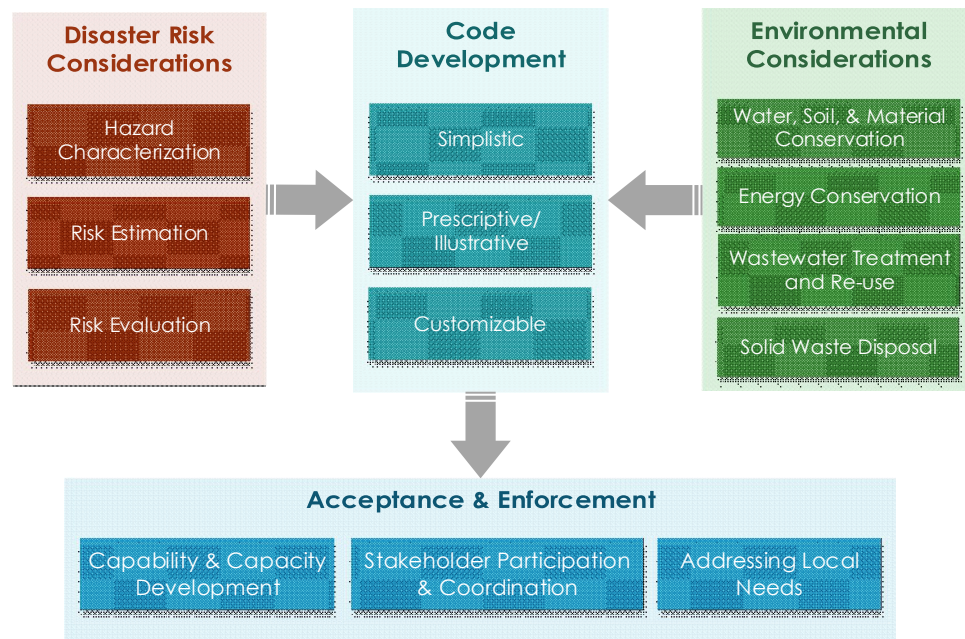 Disaster Risk
Considerations
Hazard
Characterization
Risk Estimation
Risk Evaluation
Code
Development
Simplistic
Prescriptive/
Illustrative
Customizable
Environmental
Considerations
Water, Soil, & Material
Conservation
Energy Conservation
Wastewater Treatment
and Re-use
Solid Waste Disposal
Acceptance & Enforcement
Capability & Capacity
Development
Stakeholder Participation
& Coordination
Addressing Local
Needs